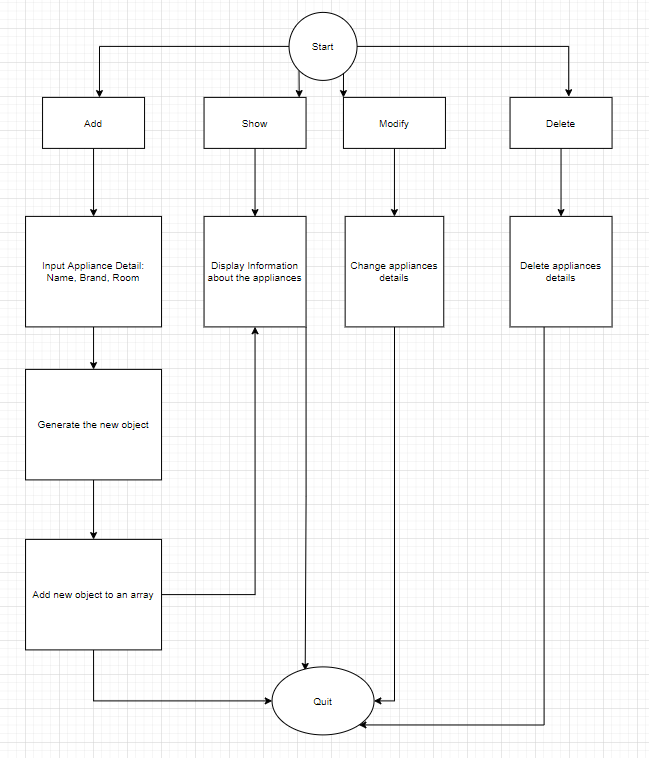 Start
Add
Show
Modify
Delete
Input Appliance Detail:
Name, Brand, Room
Display Information
about the appliances
Change appliances
details
Delete appliances
details
Generate the new object
Add new object to an array
Quit